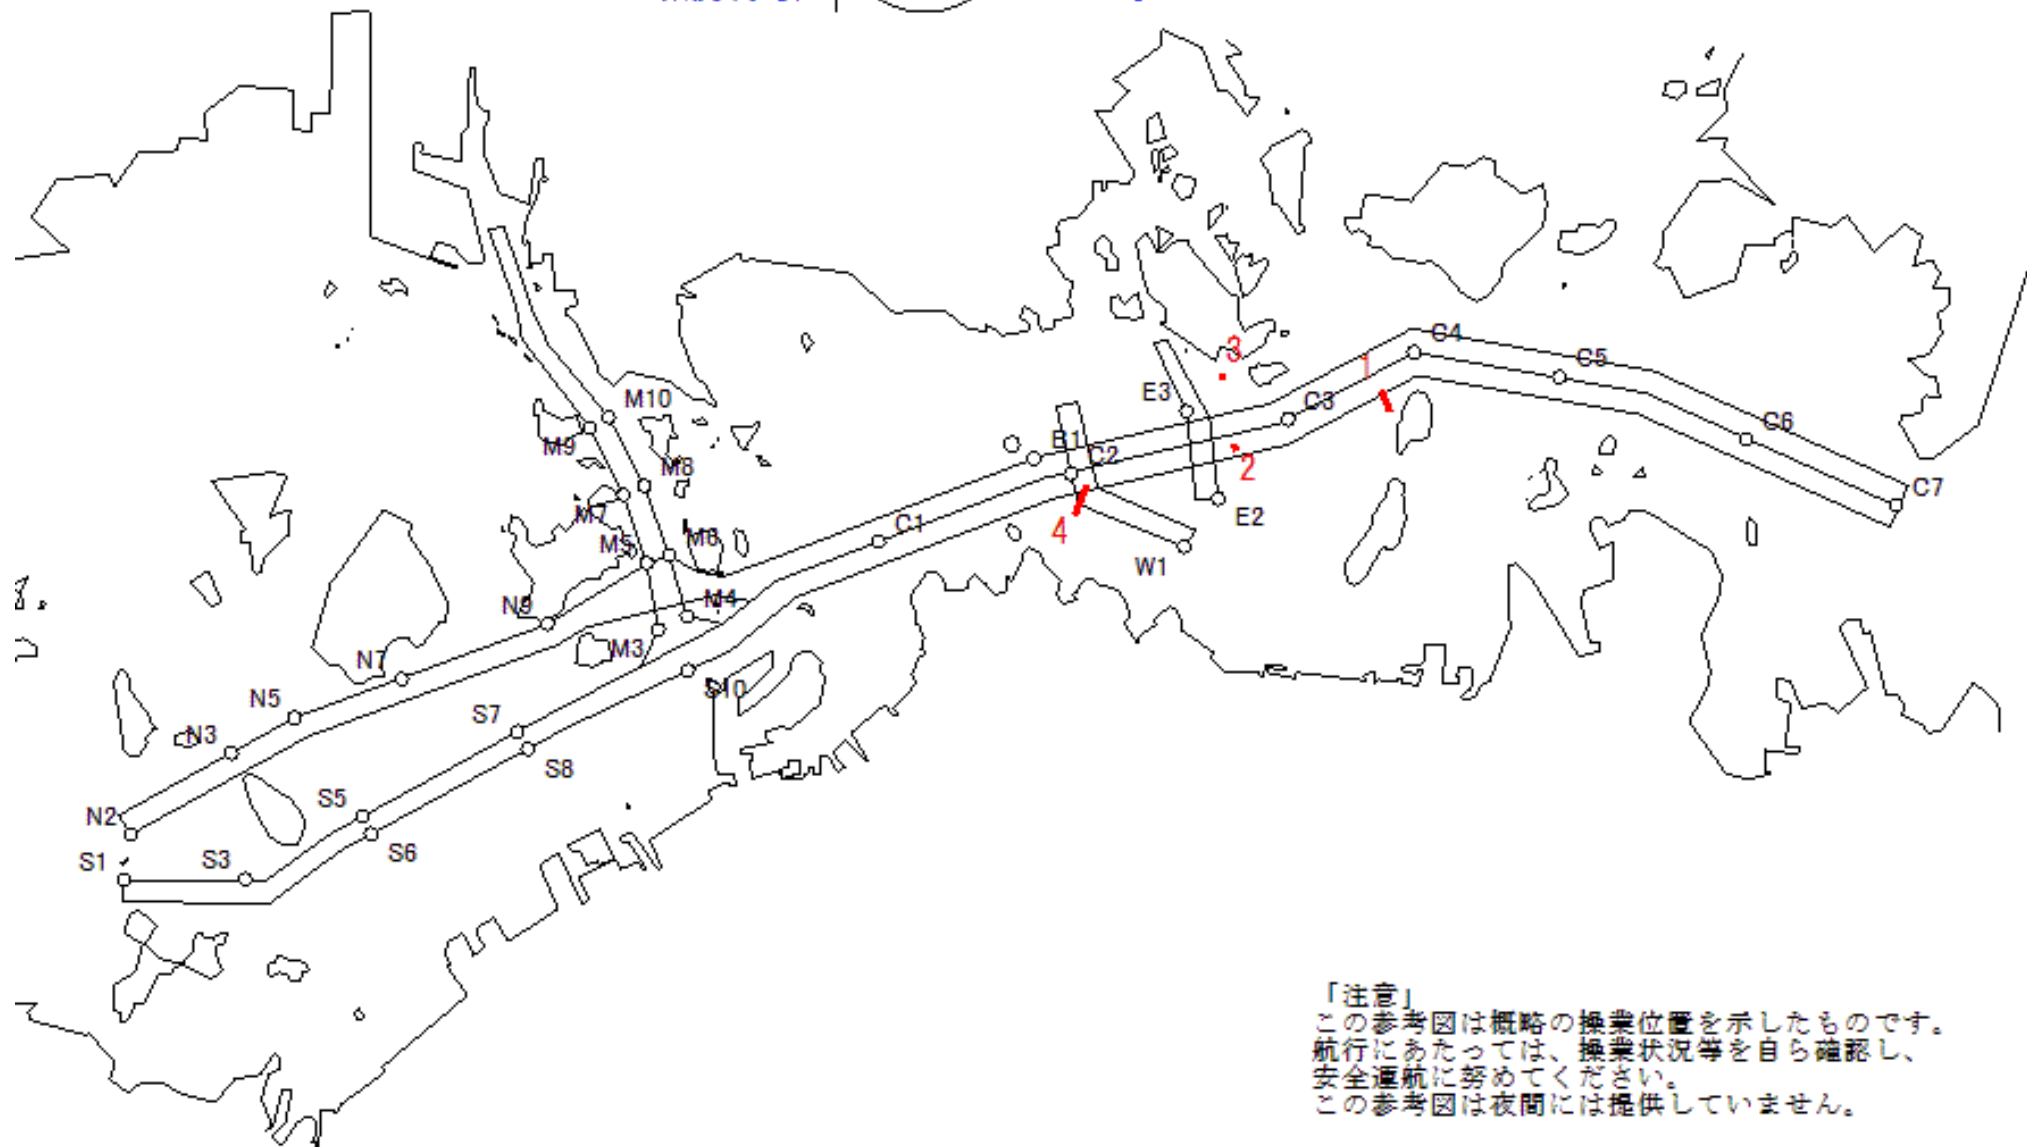 C4
3
1
C5
E3
M10
C3
C6
B1
M9
C2
2
M8
C7
M7
E2
C1
4
M5
M6
W1
N9
M4
M3
N7
S10
N5
S7
N3
S8
S5
N2
S6
S1
S3
「注意」
この参考図は概略の操業位置を示したものです。
航行にあたっては、操業状況等を自ら確認し、
安全運航に努めてください。
この参考図は夜間には提供していません。